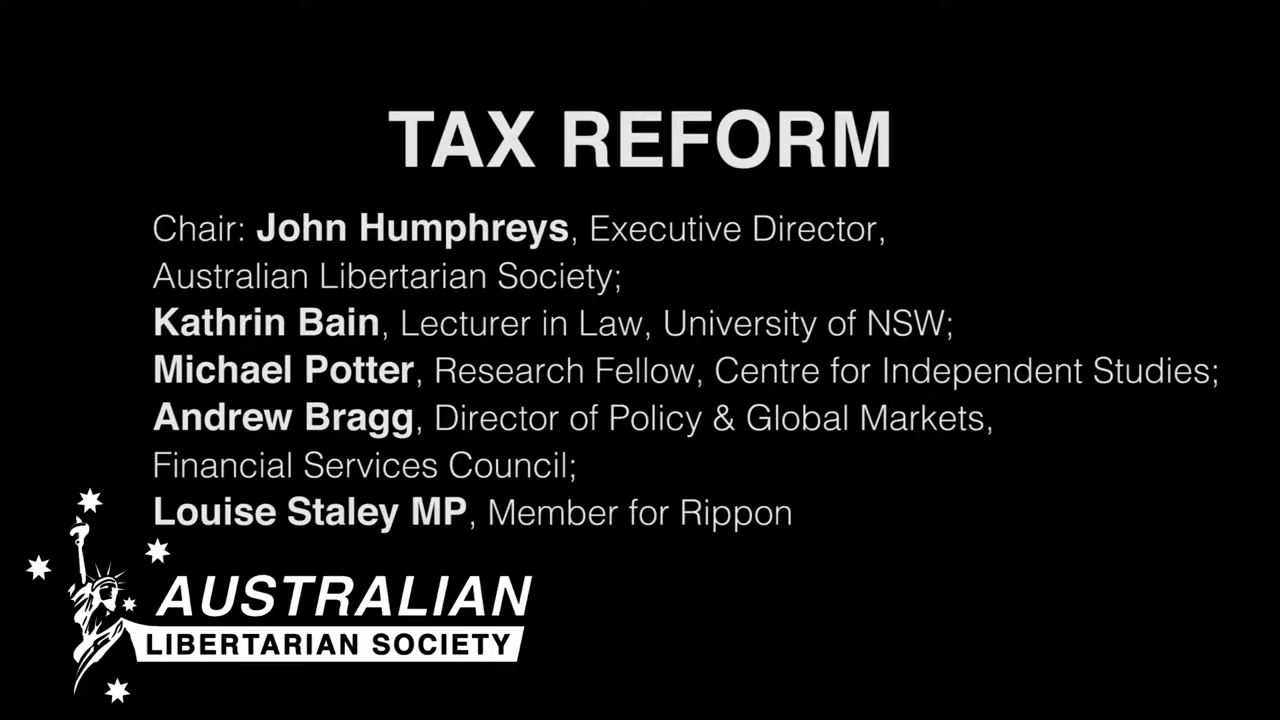 TAX REFORM
Chair: John Humphreys, Executive Director,
Australian Libertarian Society;
Kathrin Bain, Lecturer in Law, University of NSW;
Michael Potter, Research Fellow, Centre for Independent Studies;
Andrew Bragg, Director of Policy & Global Markets,
Financial Services Council;
Louise Staley MP, Member for Rippon
AUSTRALIAN
LIBERTARIAN SOCIETY